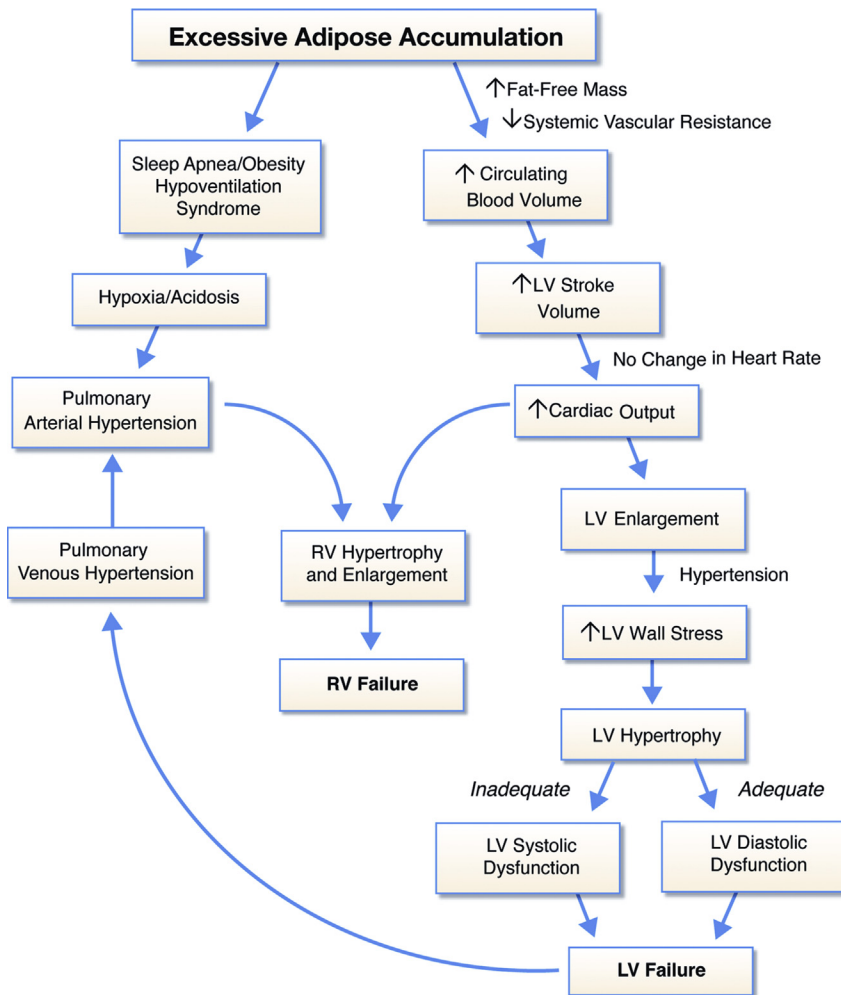 Excessive Adipose Accumulation
↑Fat-Free Mass
↓Systemic Vascular Resistance
Sleep Apnea/Obesity
Hypoventilation
Syndrome
↑ Circulating
Blood Volume
Hypoxia/Acidosis
↑LV Stroke
Volume
No Change in Heart Rate
Pulmonary
Arterial Hypertension
↑Cardiac Output
LV Enlargement
Pulmonary
Venous Hypertension
RV Hypertrophy
and Enlargement
Hypertension
↑LV Wall Stress
RV Failure
LV Hypertrophy
Inadequate
Adequate
LV Systolic
Dysfunction
LV Diastolic
Dysfunction
LV Failure